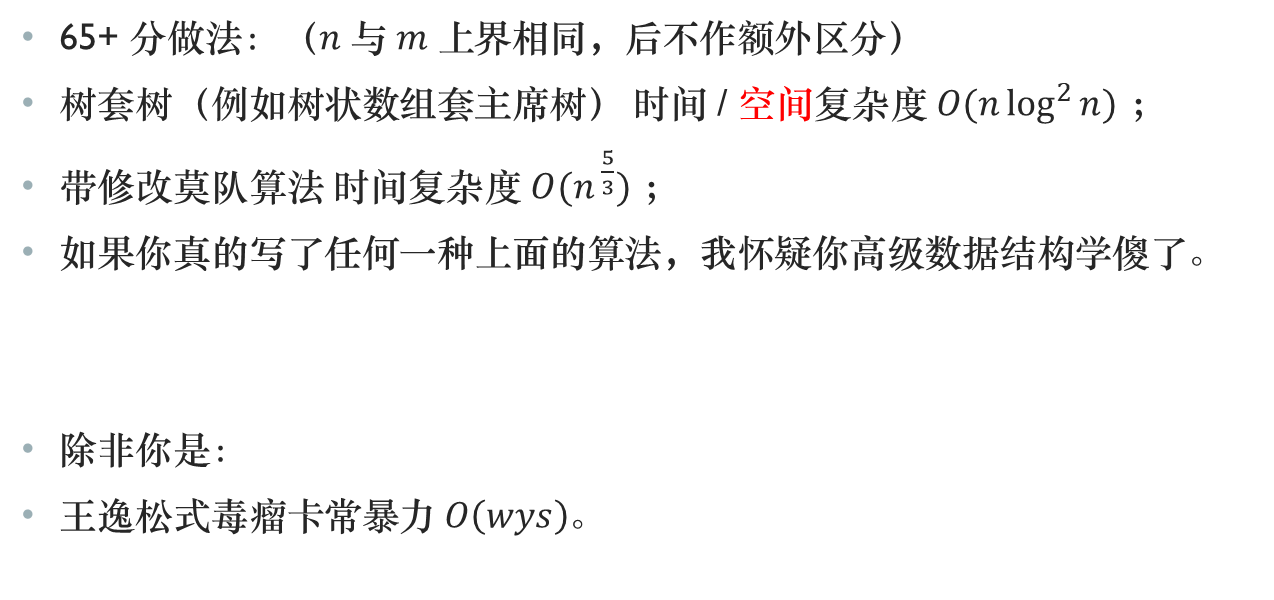 • 65+ 分做法：（n 与 m 上界相同，后不作额外区分）
• 树套树（例如树状数组套主席树） 时间 / 空间复杂度 O(n log² n) ；
• 带修改莫队算法 时间复杂度 O(n^{5/3}) ；
• 如果你真的写了任何一种上面的算法，我怀疑你高级数据结构学傻了。
• 除非你是：
• 王逸松式毒瘤卡常暴力 O(wys)。